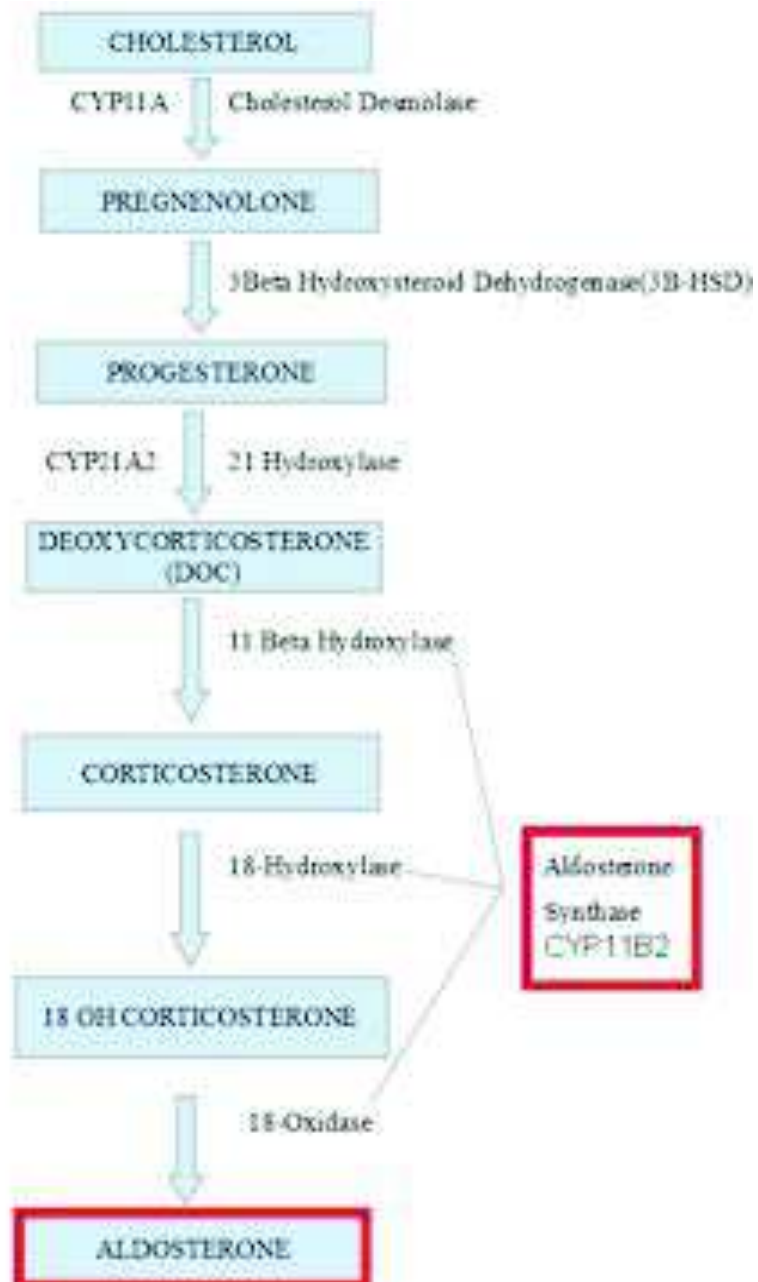 CHOLESTEROL
CYP11A Cholesterol Desmolase
PREGNENOLONE
3Beta Hydroxysteroid Dehydrogenase(3B-HSD)
PROGESTERONE
CYP21A2 21 Hydroxylase
DEOXYCORTICOSTERONE
(DOC)
11 Beta Hydroxylase
CORTICOSTERONE
18-Hydroxylase
Aldosterone
Synthase
CYP11B2
18 OH CORTICOSTERONE
18-Oxidase
ALDOSTERONE